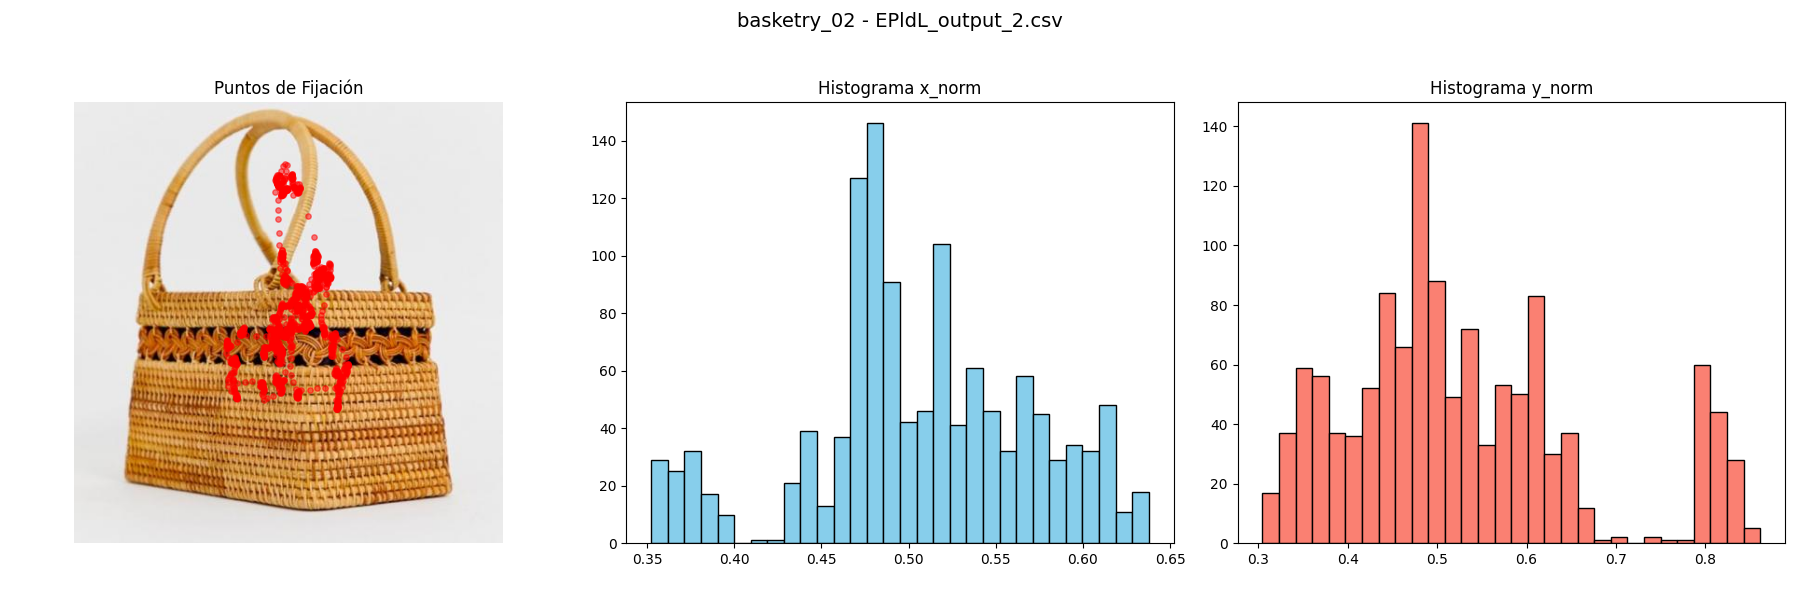 basketry_02 - EPldL_output_2.csv
Puntos de Fijación
Histograma x_norm
140
120
100
80
60
40
20
0
0.35 0.40 0.45 0.50 0.55 0.60 0.65
Histograma y_norm
140
120
100
80
60
40
20
0
0.3 0.4 0.5 0.6 0.7 0.8